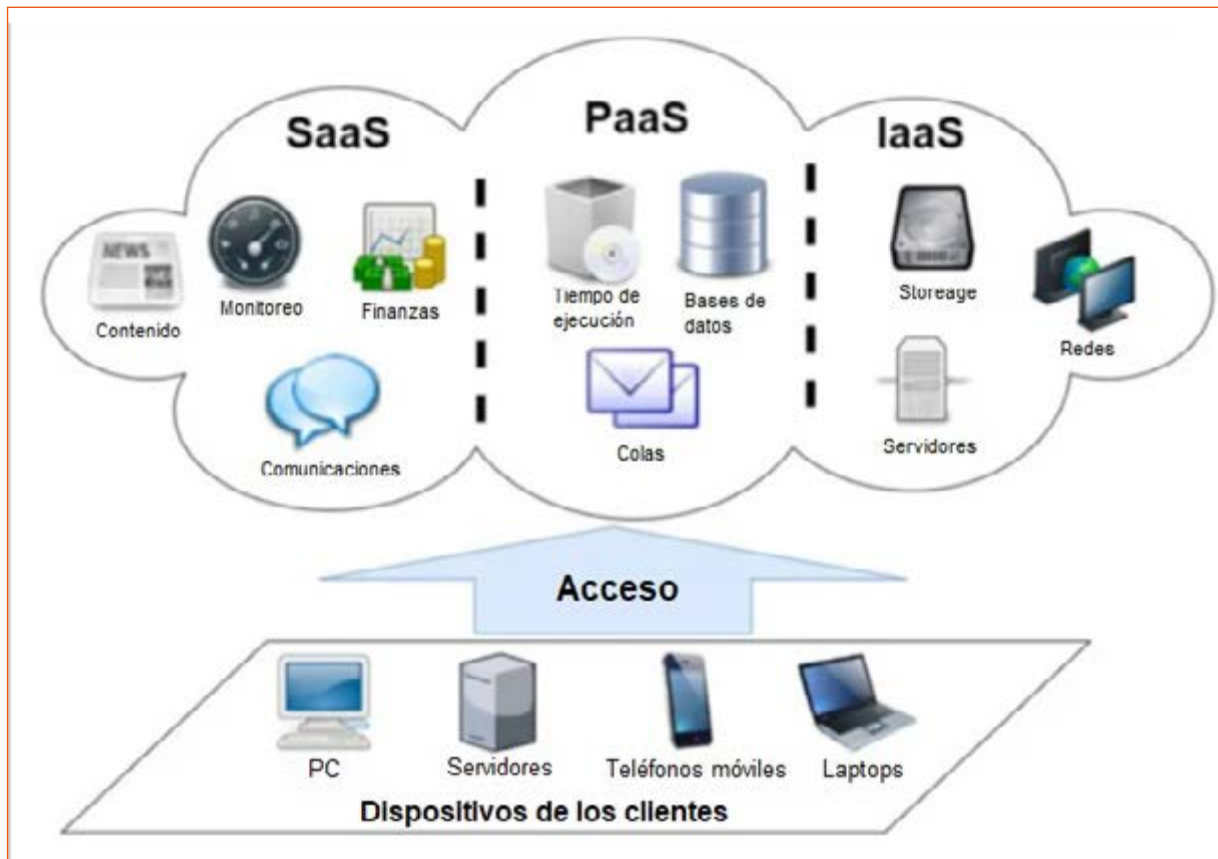 SaaS
PaaS
IaaS
NEWS
Contenido
Monitoreo
Finanzas
Comunicaciones
Tiempo de
ejecución
Bases de
datos
Colas
Storeage
Redes
Servidores
Acceso
PC
Servidores
Teléfonos móviles
Laptops
Dispositivos de los clientes